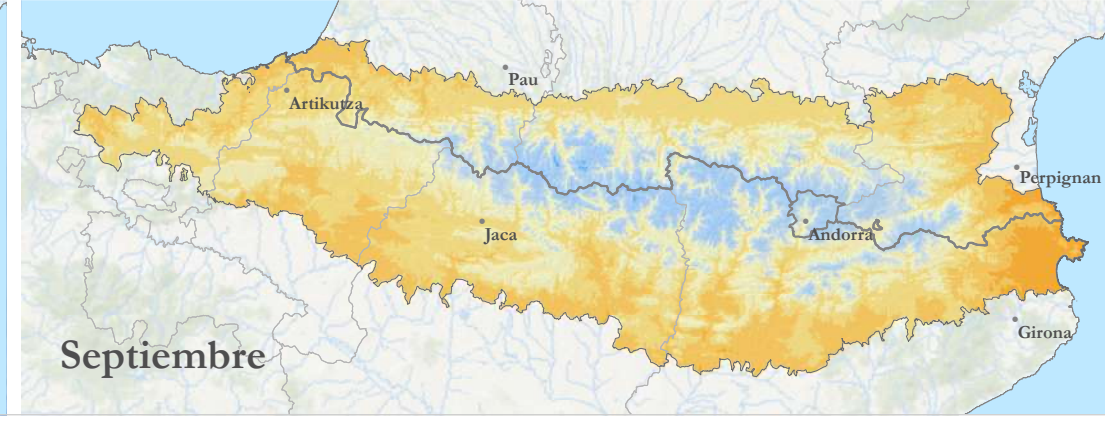 Pau
Artikutza
Perpignan
Jaca
Andorra
Girona
Septiembre